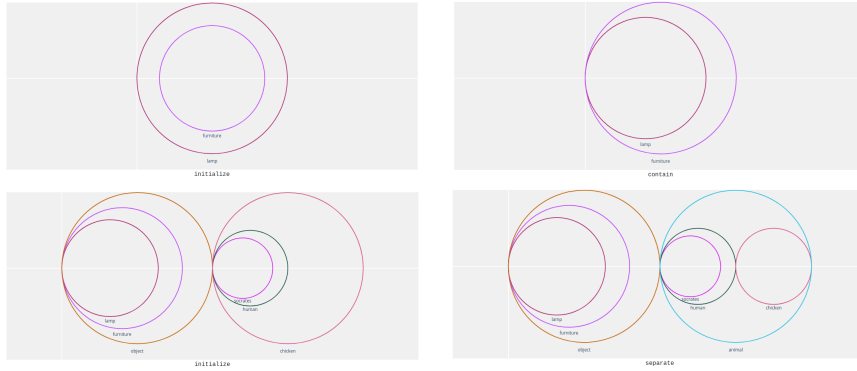 furniture
lamp
initialize
lamp
furniture
contain
socrates
human
lamp
furniture
object
chicken
initialize
socrates
human
chicken
lamp
furniture
object
animal
separate